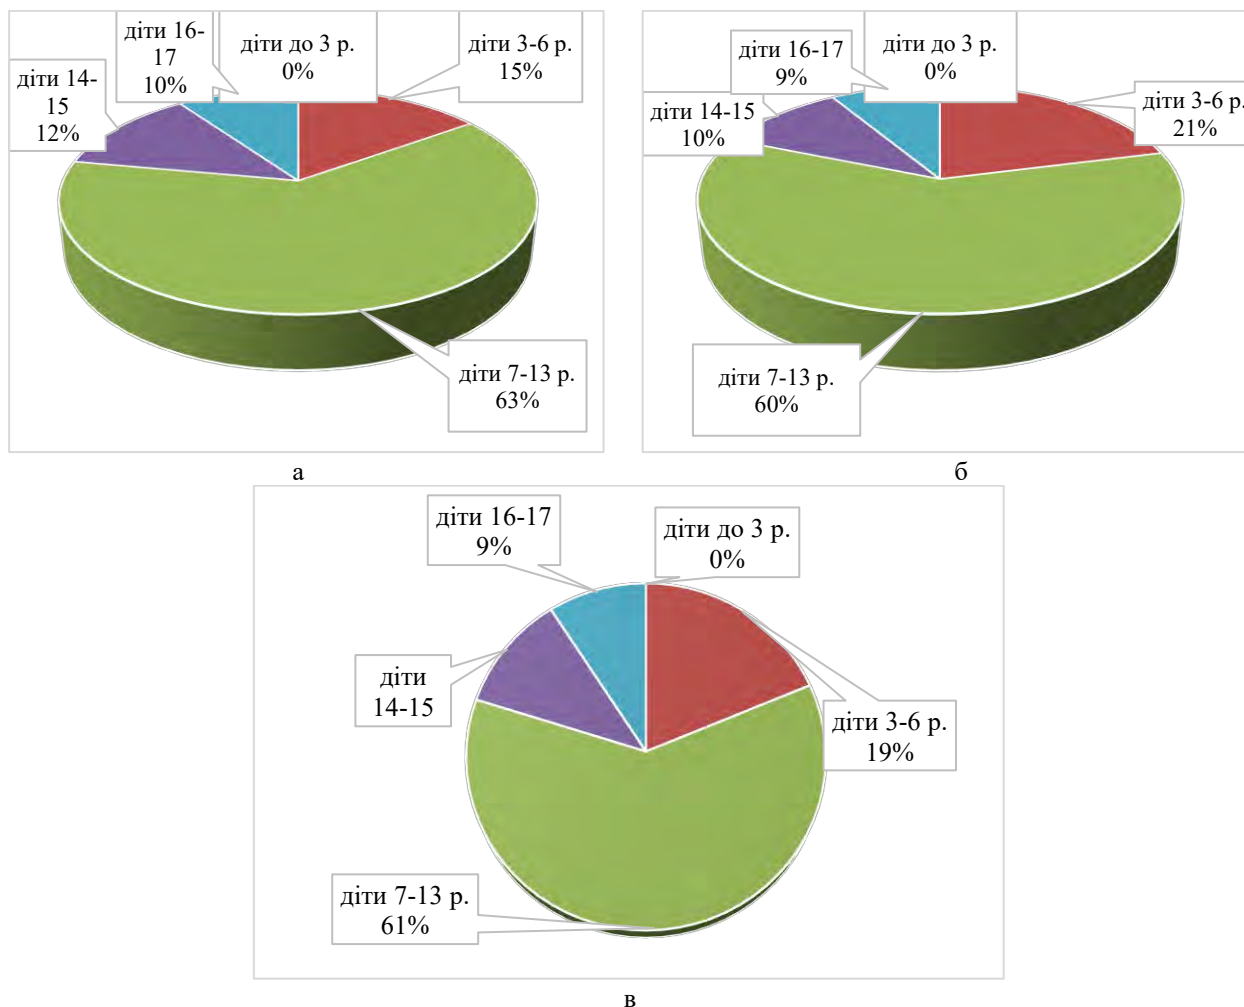 діти 16-
17
10%
діти до 3 р.
0%
діти 3-6 р.
15%
діти 14-
15
12%
діти 7-13 р.
63%
а
діти 16-17
9%
діти до 3 р.
0%
діти 3-6 р.
21%
діти 14-15
10%
діти 7-13 р.
60%
б
діти 16-17
9%
діти до 3 р.
0%
діти
14-15
діти 3-6 р.
19%
діти 7-13 р.
61%
в